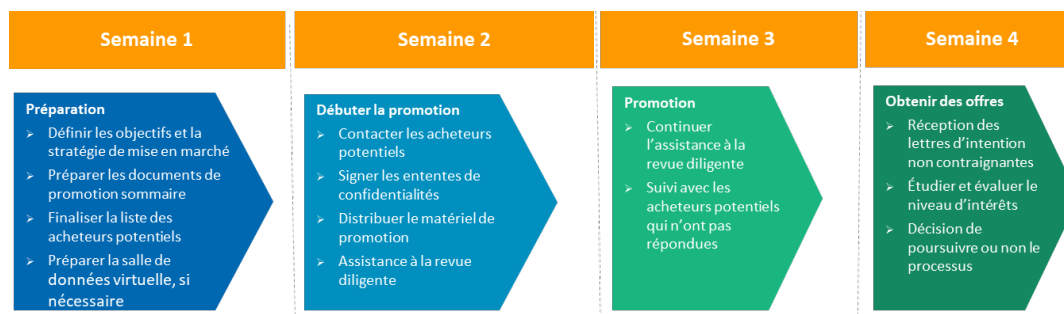 Semaine 1
Semaine 2
Semaine 3
Semaine 4
Préparation
➢ Définir les objectifs et la
stratégie de mise en marché
➢ Préparer les documents de
promotion sommaire
➢ Finaliser la liste des
acheteurs potentiels
➢ Préparer la salle de
données virtuelle, si
nécessaire
Débuter la promotion
➢ Contacter les acheteurs
potentiels
➢ Signer les ententes de
confidentialités
➢ Distribuer le matériel de
promotion
➢ Assistance à la revue
diligente
Promotion
➢ Continuer
l’assistance à la
revue diligente
➢ Suivi avec les
acheteurs potentiels
qui n’ont pas
répondues
Obtenir des offres
➢ Réception des
lettres d’intention
non contraignantes
➢ Étudier et évaluer le
niveau d’intérêts
➢ Décision de
poursuivre ou non le
processus